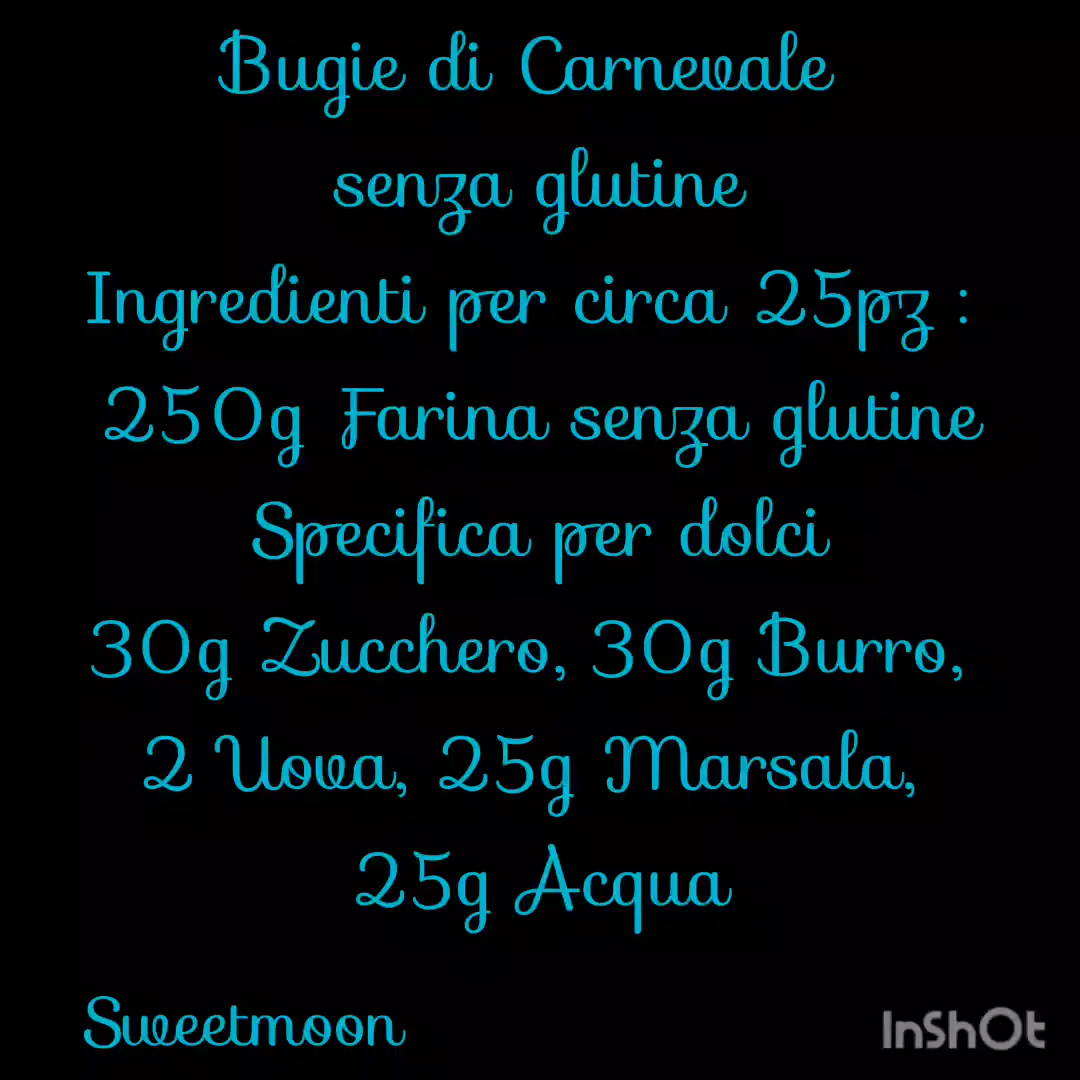 Bugie di Carnevale
senza glutine
Ingredienti per circa 25pz :
250g Farina senza glutine
Specifica per dolci
30g Zucchero, 30g Burro,
2 Uova, 25g Marsala,
25g Acqua
Sweetmoon
InShOt